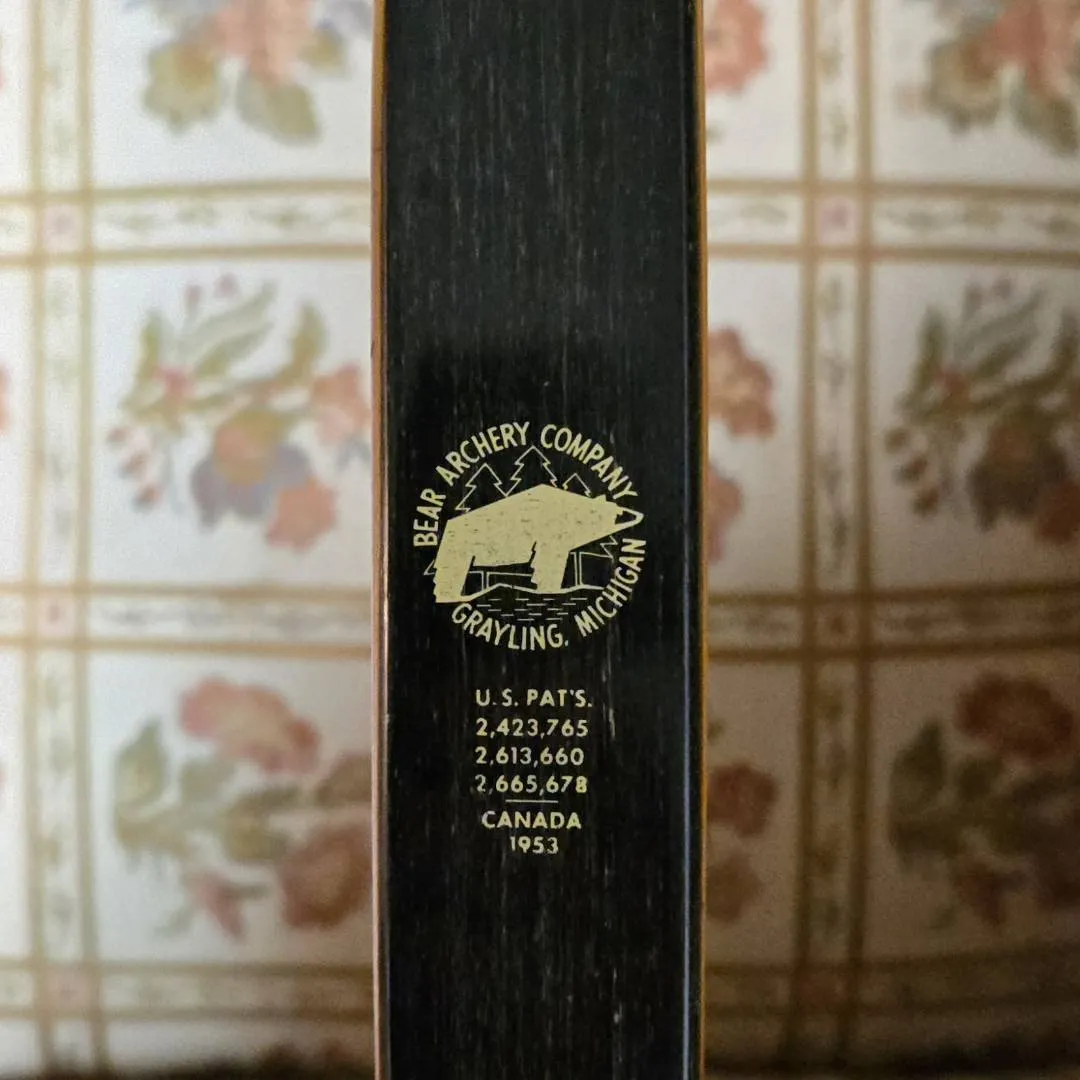 BEAR ARCHERY COMPANY
GRAYLING, MICHIGAN
U.S. PAT'S.
2,423,765
2,613,660
2,665,678
CANADA
1953